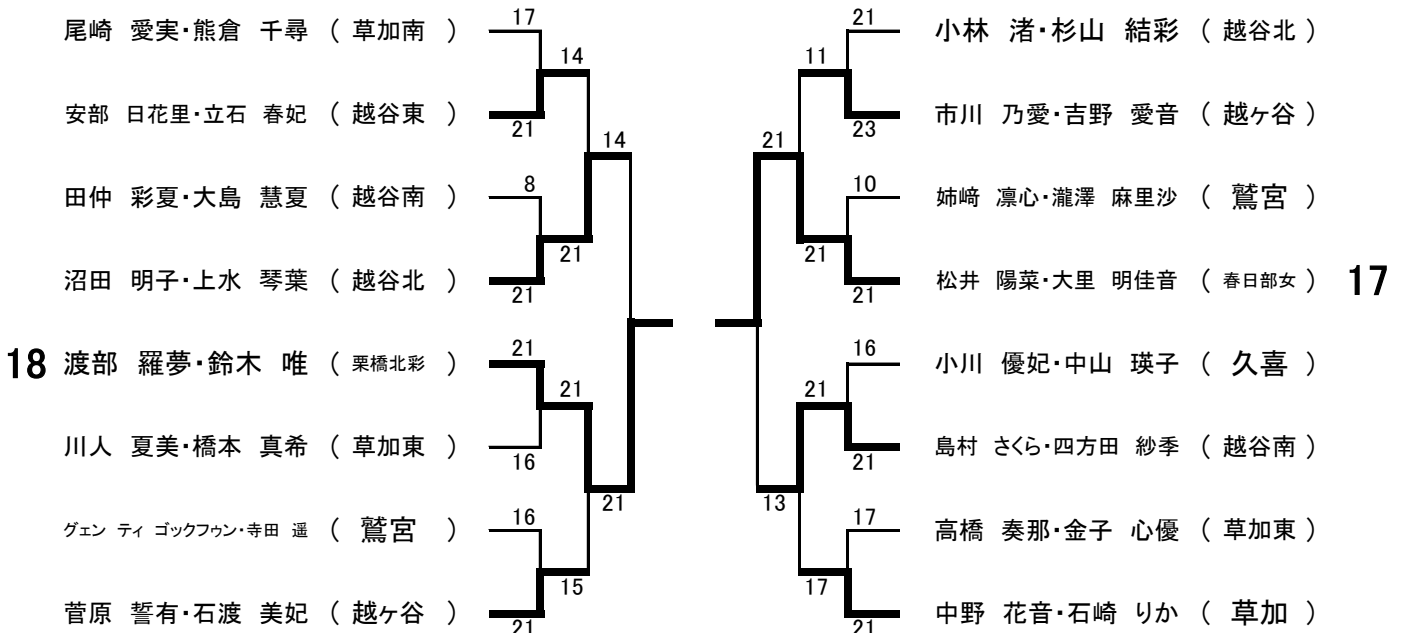 尾崎 愛実・熊倉 千尋 ( 草加南 ) 17
14
安部 日花里・立石 春妃 ( 越谷東 ) 21
14
田仲 彩夏・大島 慧夏 ( 越谷南 ) 8
21
沼田 明子・上水 琴葉 ( 越谷北 ) 21
18 渡部 羅夢・鈴木 唯 ( 栗橋北彩 ) 21
21
川人 夏美・橋本 真希 ( 草加東 ) 16
21
グェン ティ ゴックフゥン・寺田 遥 ( 鷲宮 ) 16
15
菅原 誓有・石渡 美妃 ( 越ヶ谷 ) 21
21 小林 渚・杉山 結彩 ( 越谷北 )
11
23 市川 乃愛・吉野 愛音 ( 越ヶ谷 )
21
10 姉﨑 凛心・瀧澤 麻里沙 ( 鷲宮 )
21
21 松井 陽菜・大里 明佳音 ( 春日部女 ) 17
16 小川 優妃・中山 瑛子 ( 久喜 )
21
21 島村 さくら・四方田 紗季 ( 越谷南 )
13
17 高橋 奏那・金子 心優 ( 草加東 )
17
21 中野 花音・石崎 りか ( 草加 )